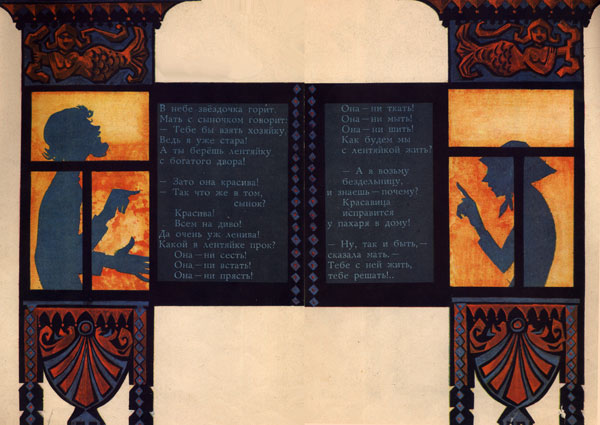 В небе звёздочка горит.
Мать с сыночком говорит:
— Тебе бы взять хозяйку,
Ведь я уже стара!
А ты берёшь лентяйку
с богатого двора!
— Зато она красива!
— Так что же в том,
сынок?
Красива!
Всем на диво!
Да очень уж ленива!
Какой в лентяйке прок?
Она — ни сесть!
Она — ни встать!
Она — ни прясть!
Она — ни ткать!
Она — ни мыть!
Она — ни шить!
Как будем мы
с лентяйкой жить?
— А я возьму
бездельницу,
и знаешь — почему!
Красавица
исправится
у пахаря в дому!
— Ну, так и быть, —
сказала мать. —
Тебе с ней жить,
тебе решать!..